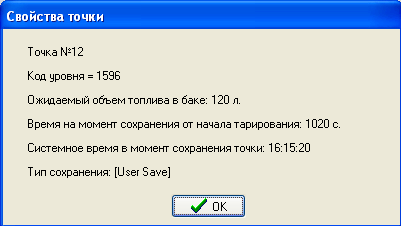 Свойства точки
Точка №12
Код уровня = 1596
Ожидаемый объем топлива в баке: 120 л.
Время на момент сохранения от начала тарирования: 1020 с.
Системное время в момент сохранения точки: 16:15:20
Тип сохранения: [User Save]
OK